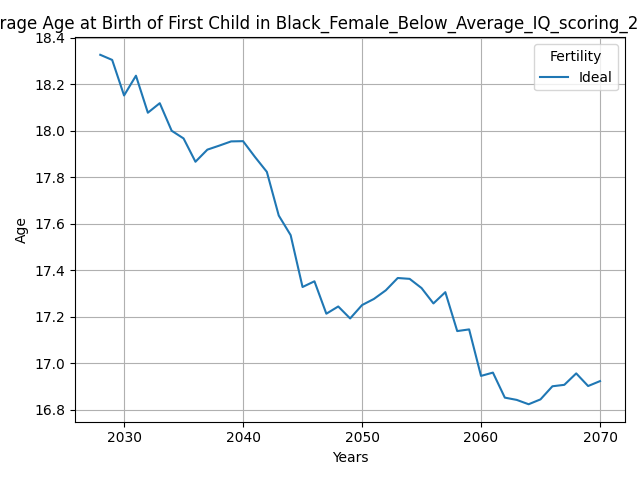 rage Age at Birth of First Child in Black_Female_Below_Average_IQ_scoring_2
18.4
18.2
18.0
17.8
17.6
17.4
17.2
17.0
16.8
Age
Fertility
Ideal
2030 2040 2050 2060 2070
Years